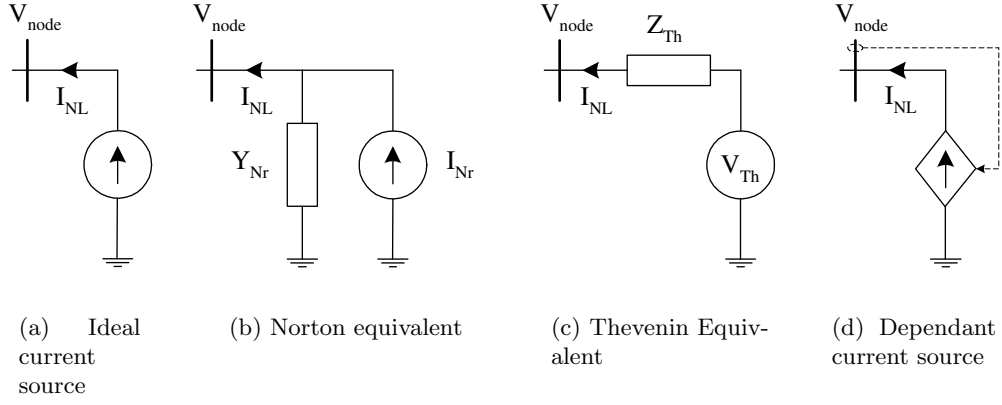 V_node
I_NL
V_node
I_NL
Y_Nr
I_Nr
V_node
Z_Th
I_NL
V_Th
V_node
I_NL
(a) Ideal
current
source
(b) Norton equivalent
(c) Thevenin Equiv-
alent
(d) Dependant
current source